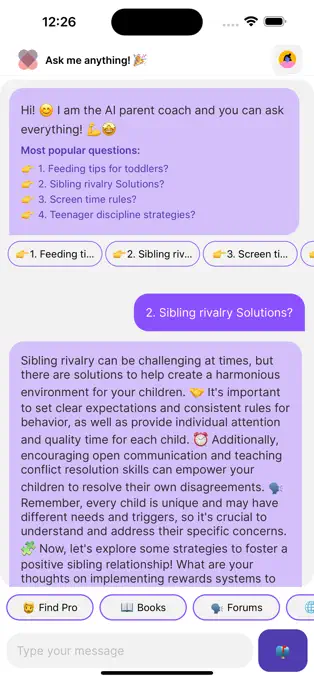 12:26
Ask me anything! 🎉
Hi! 😊 I am the AI parent coach and you can ask
everything! 💪🤩
Most popular questions:
👉 1. Feeding tips for toddlers?
👉 2. Sibling rivalry Solutions?
👉 3. Screen time rules?
👉 4. Teenager discipline strategies?
👉1. Feeding ti... 👉2. Sibling riv... 👉3. Screen ti...
2. Sibling rivalry Solutions?
Sibling rivalry can be challenging at times, but
there are solutions to help create a harmonious
environment for your children. 🤝 It's important
to set clear expectations and consistent rules for
behavior, as well as provide individual attention
and quality time for each child. ⏰ Additionally,
encouraging open communication and teaching
conflict resolution skills can empower your
children to resolve their own disagreements. 🗣️
Remember, every child is unique and may have
different needs and triggers, so it's crucial to
understand and address their specific concerns.
🧩 Now, let's explore some strategies to foster a
positive sibling relationship! What are your
thoughts on implementing rewards systems to
Find Pro 📖 Books 🗣️ Forums
Type your message